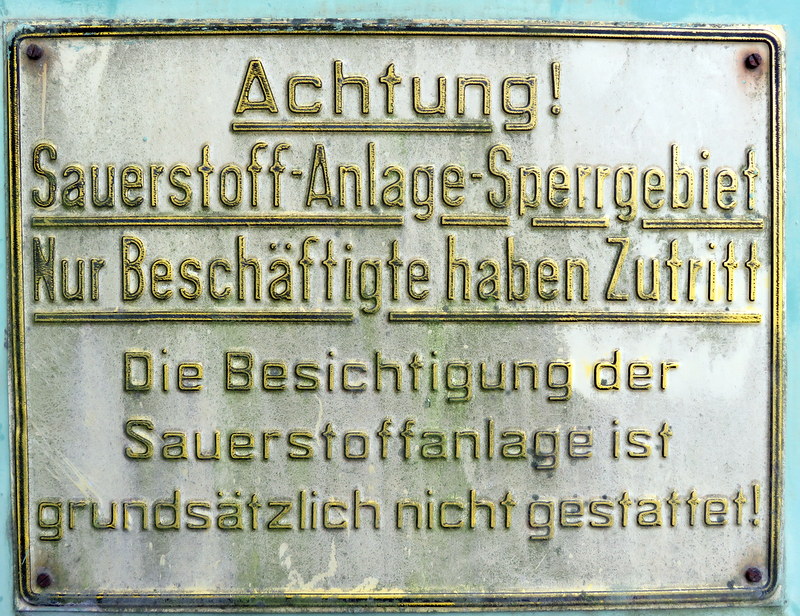 Achtung!
Sauerstoff-Anlage-Sperrgebiet
Nur Beschäftigte haben Zutritt
Die Besichtigung der
Sauerstoffanlage ist
grundsätzlich nicht gestattet!